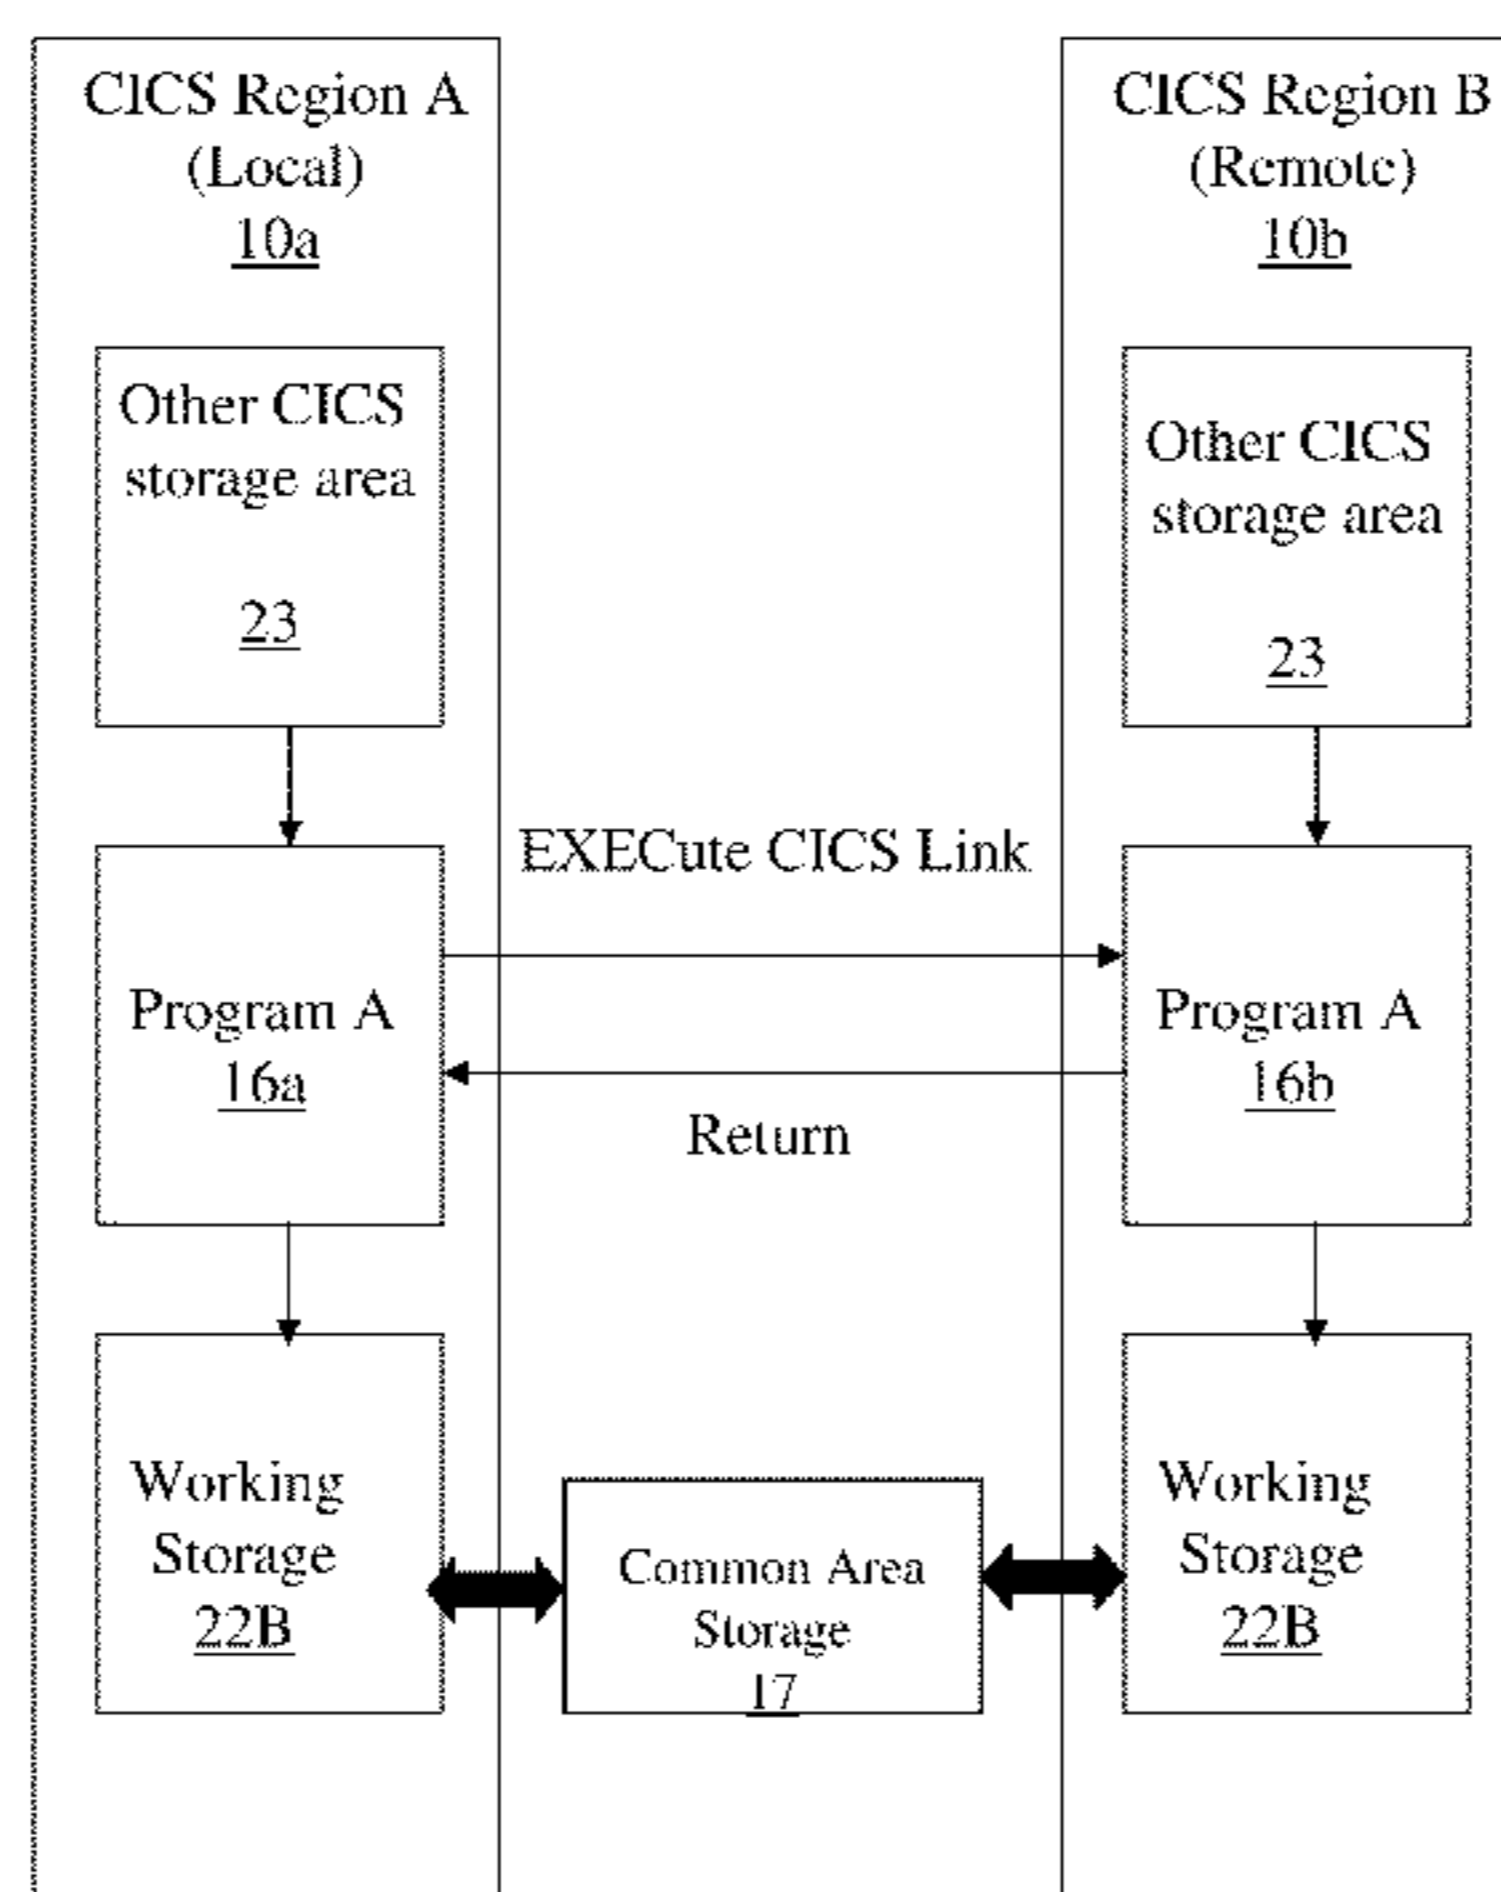 CICS Region A
(Local)
10a
Other CICS
storage area
23
Program A
16a
Working
Storage
22B
EXECute CICS Link
Return
Common Area
Storage
17
CICS Region B
(Remote)
10b
Other CICS
storage area
23
Program A
16b
Working
Storage
22B